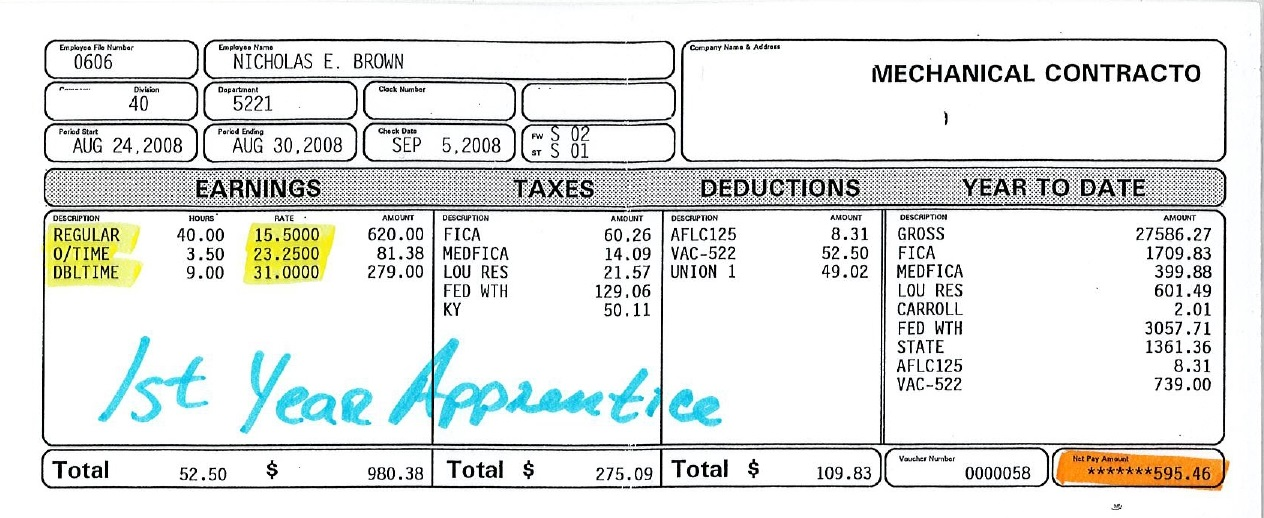 Employee File Number
0606
Employee Name
NICHOLAS E. BROWN
Company Name & Address
MECHANICAL CONTRACTO
Division
40
Department
5221
Clock Number
Period Start
AUG 24,2008
Period Ending
AUG 30,2008
Check Date
SEP 5,2008
FW S 02
ST S 01
EARNINGS TAXES DEDUCTIONS YEAR TO DATE
DESCRIPTION HOURS RATE AMOUNT
REGULAR 40.00 15.5000 620.00
O/TIME 3.50 23.2500 81.38
DBLTIME 9.00 31.0000 279.00
DESCRIPTION AMOUNT
FICA 60.26
MEDFICA 14.09
LOU RES 21.57
FED WTH 129.06
KY 50.11
DESCRIPTION AMOUNT
AFLC125 8.31
VAC-522 52.50
UNION 1 49.02
DESCRIPTION AMOUNT
GROSS 27586.27
FICA 1709.83
MEDFICA 399.88
LOU RES 601.49
CARROLL 2.01
FED WTH 3057.71
STATE 1361.36
AFLC125 8.31
VAC-522 739.00
1st Year Apprentice
Total 52.50 $ 980.38
Total $ 275.09
Total $ 109.83
Voucher Number
0000058
Net Pay Amount
*******595.46